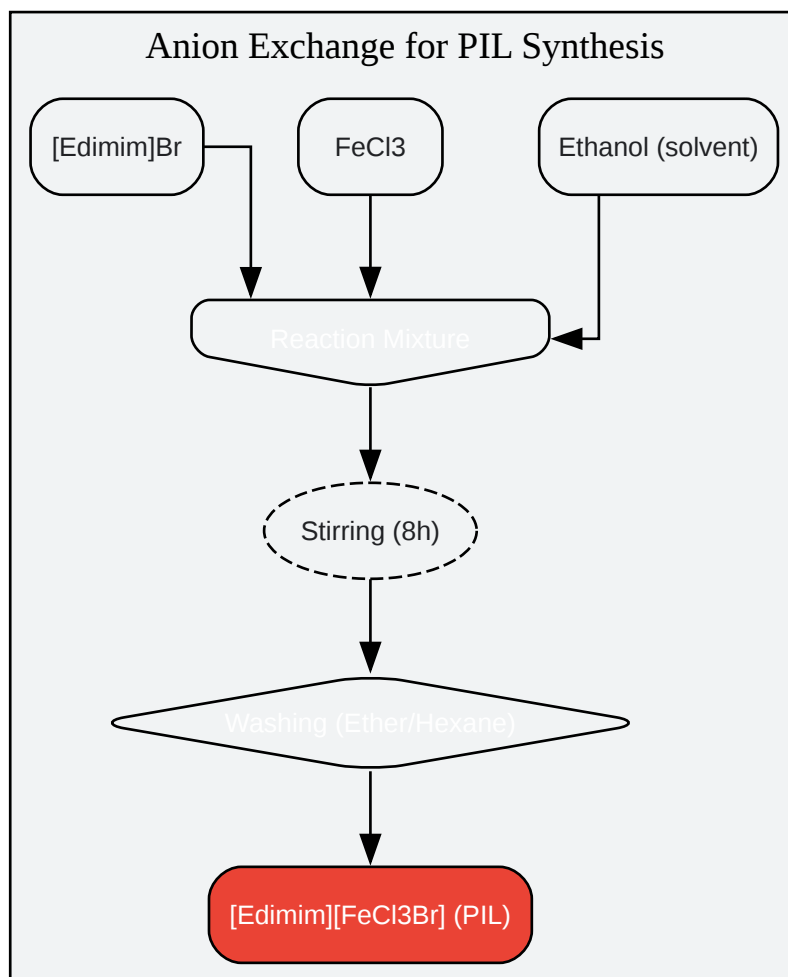 Anion Exchange for PIL Synthesis
[Edimim]Br
FeCl3
Ethanol (solvent)
Reaction Mixture
Stirring (8h)
Washing (Ether/Hexane)
[Edimim][FeCl3Br] (PIL)